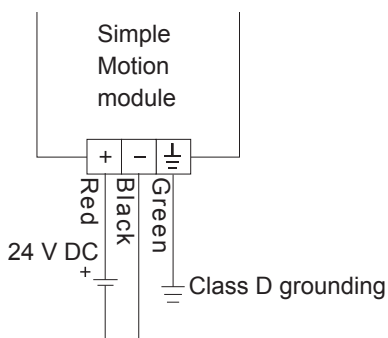 Simple
Motion
module
+ −
Red
Black
Green
24 V DC
+
Class D grounding